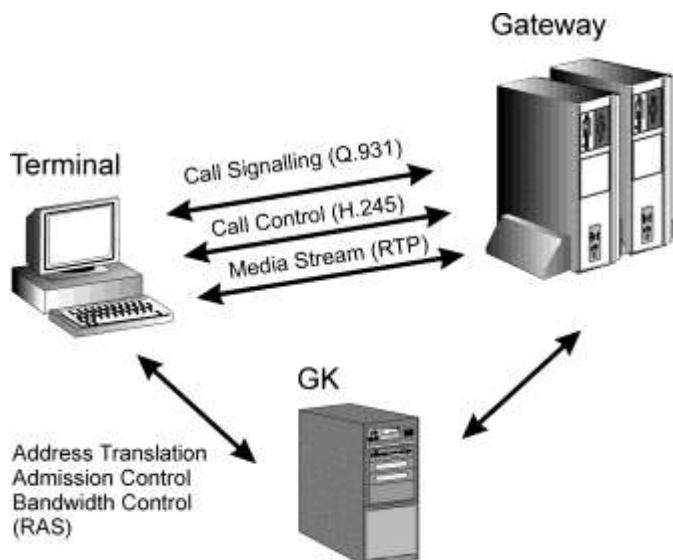 Gateway
Terminal
Call Signalling (Q.931)
Call Control (H.245)
Media Stream (RTP)
GK
Address Translation
Admission Control
Bandwidth Control
(RAS)